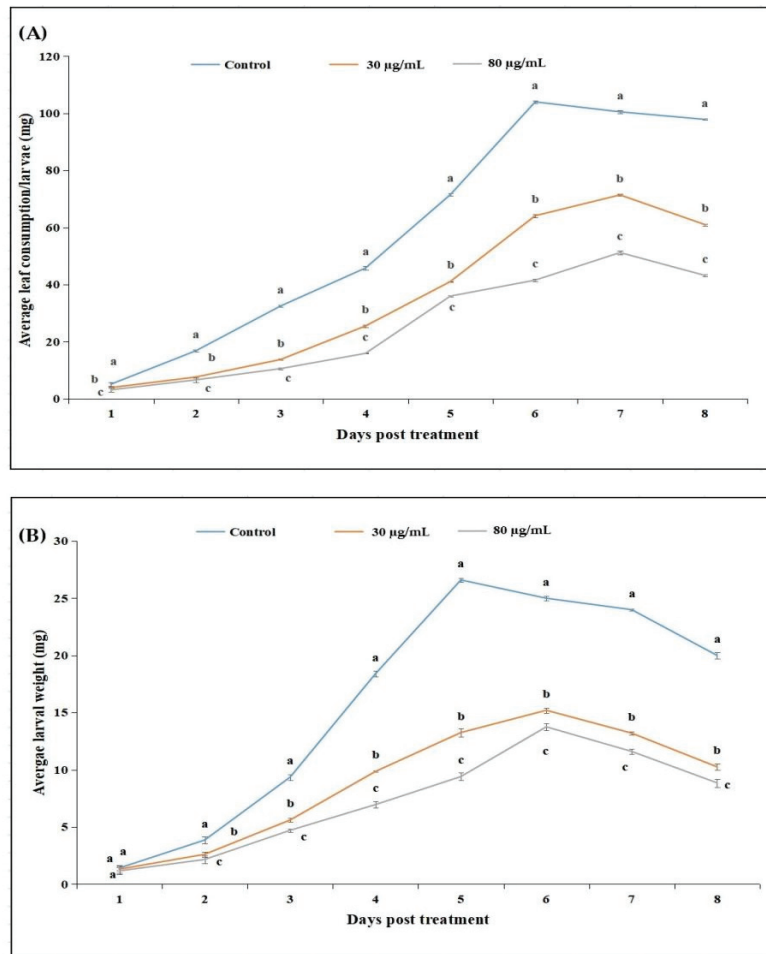 (A)
Control 30 µg/mL 80 µg/mL
Average leaf consumption/larvae (mg)
120
100
80
60
40
20
0
a a a a a a a a
b b b b b b b b
c c c c c c c c
1 2 3 4 5 6 7 8
Days post treatment
(B)
Control 30 µg/mL 80 µg/mL
Avergae larval weight (mg)
30
25
20
15
10
5
0
a a a a a a a a
a b b b b b b b
a c c c c c c c
1 2 3 4 5 6 7 8
Days post treatment